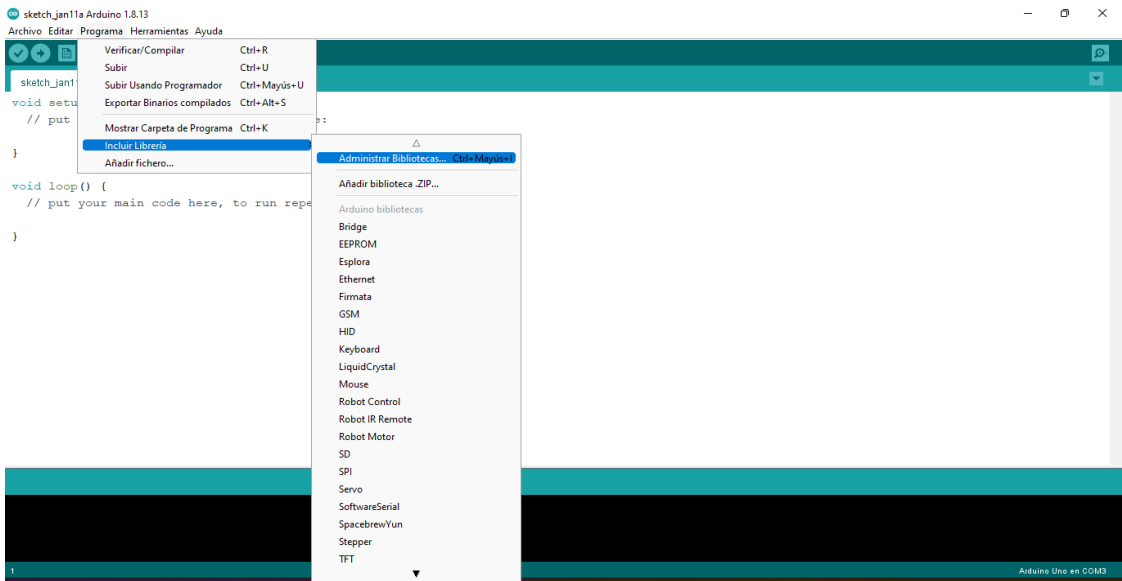 sketch_jan11a Arduino 1.8.13
Archivo Editar Programa Herramientas Ayuda
Verificar/Compilar Ctrl+R
Subir Ctrl+U
Subir Usando Programador Ctrl+Mayús+U
Exportar Binarios compilados Ctrl+Alt+S
Mostrar Carpeta de Programa Ctrl+K
Incluir Librería
Añadir fichero...
sketch_jan1
void setu
// put e:
}
void loop() {
// put your main code here, to run repe
}
Administrar Bibliotecas... Ctrl+Mayús+I
Añadir biblioteca .ZIP...
Arduino bibliotecas
Bridge
EEPROM
Esplora
Ethernet
Firmata
GSM
HID
Keyboard
LiquidCrystal
Mouse
Robot Control
Robot IR Remote
Robot Motor
SD
SPI
Servo
SoftwareSerial
SpacebrewYun
Stepper
TFT
1
Arduino Uno en COM3